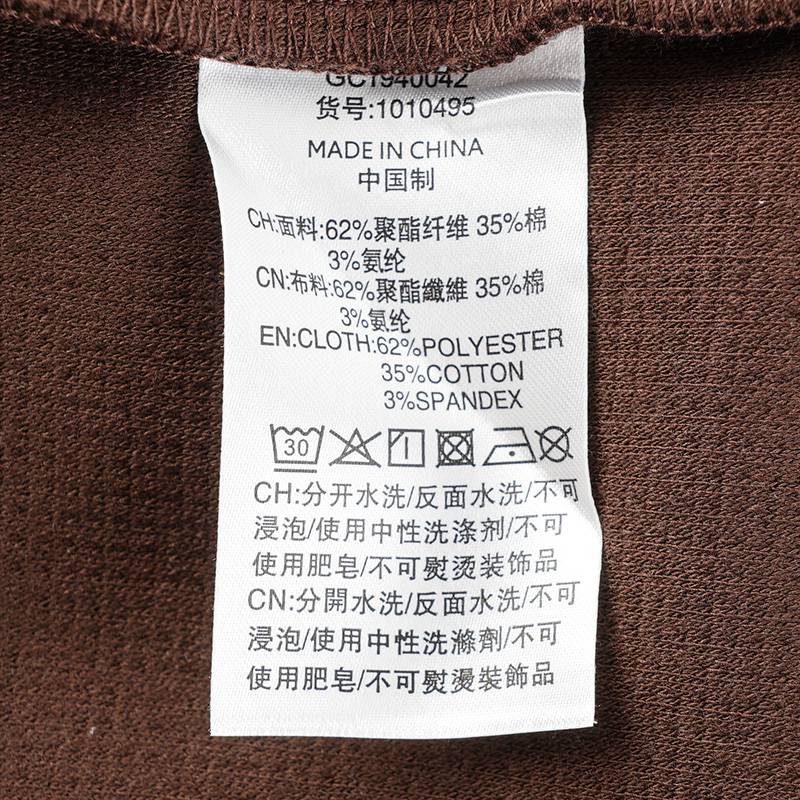 GC1940042
货号:1010495
MADE IN CHINA
中国制
CH:面料:62%聚酯纤维 35%棉
3%氨纶
CN:布料:62%聚酯纖維 35%棉
3%氨纶
EN:CLOTH:62%POLYESTER
35%COTTON
3%SPANDEX
30
CH:分开水洗/反面水洗/不可
浸泡/使用中性洗涤剂/不可
使用肥皂/不可熨烫装饰品
CN:分開水洗/反面水洗/不可
浸泡/使用中性洗滌劑/不可
使用肥皂/不可熨燙裝飾品